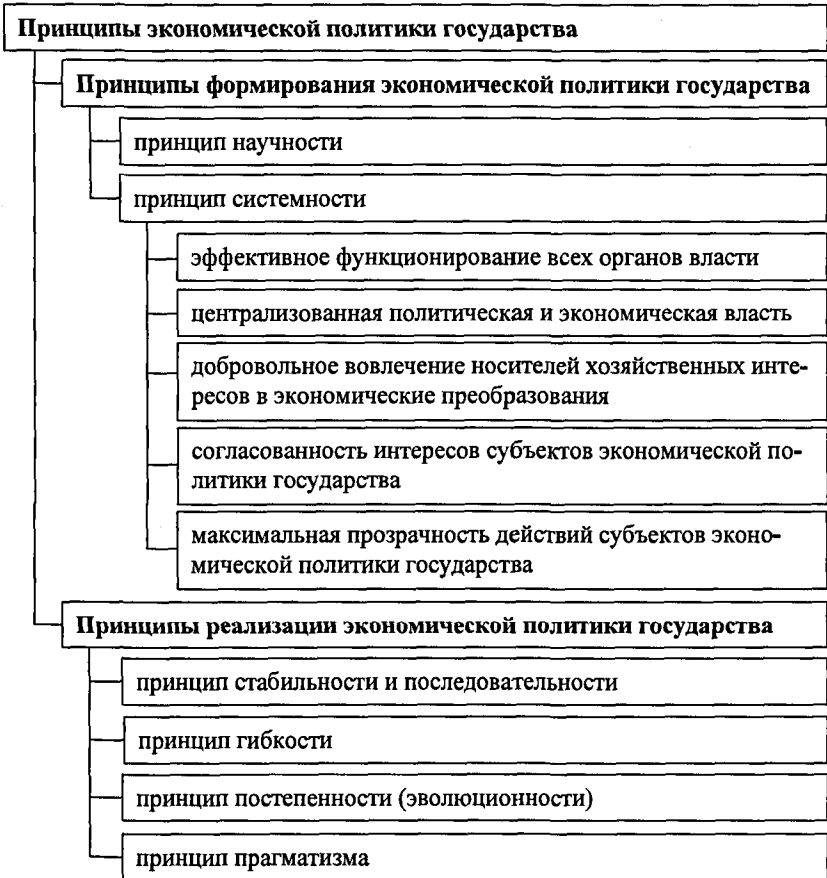 Принципы экономической политики государства
Принципы формирования экономической политики государства
принцип научности
принцип системности
эффективное функционирование всех органов власти
централизованная политическая и экономическая власть
добровольное вовлечение носителей хозяйственных инте-
ресов в экономические преобразования
согласованность интересов субъектов экономической по-
литики государства
максимальная прозрачность действий субъектов эконо-
мической политики государства
Принципы реализации экономической политики государства
принцип стабильности и последовательности
принцип гибкости
принцип постепенности (эволюционности)
принцип прагматизма